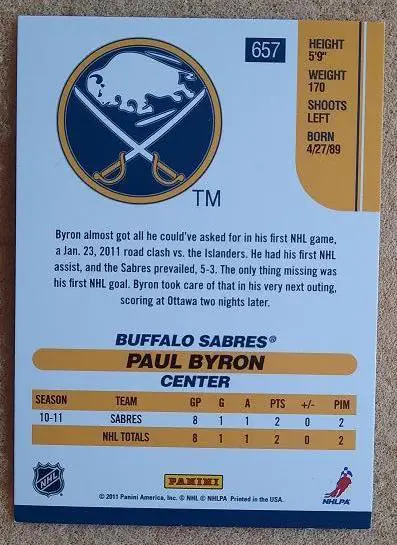 657
HEIGHT
5'9"
WEIGHT
170
SHOOTS
LEFT
BORN
4/27/89
TM
Byron almost got all he could've asked for in his first NHL game,
a Jan. 23, 2011 road clash vs. the Islanders. He had his first NHL
assist, and the Sabres prevailed, 5-3. The only thing missing was
his first NHL goal. Byron took care of that in his very next outing,
scoring at Ottawa two nights later.
BUFFALO SABRES®
PAUL BYRON
CENTER
SEASON TEAM GP G A PTS +/- PIM
10-11 SABRES 8 1 1 2 0 2
NHL TOTALS 8 1 1 2 0 2
NHL
PANINI
NHLPA
© 2011 Panini America, Inc. © NHL © NHLPA Printed in the USA.